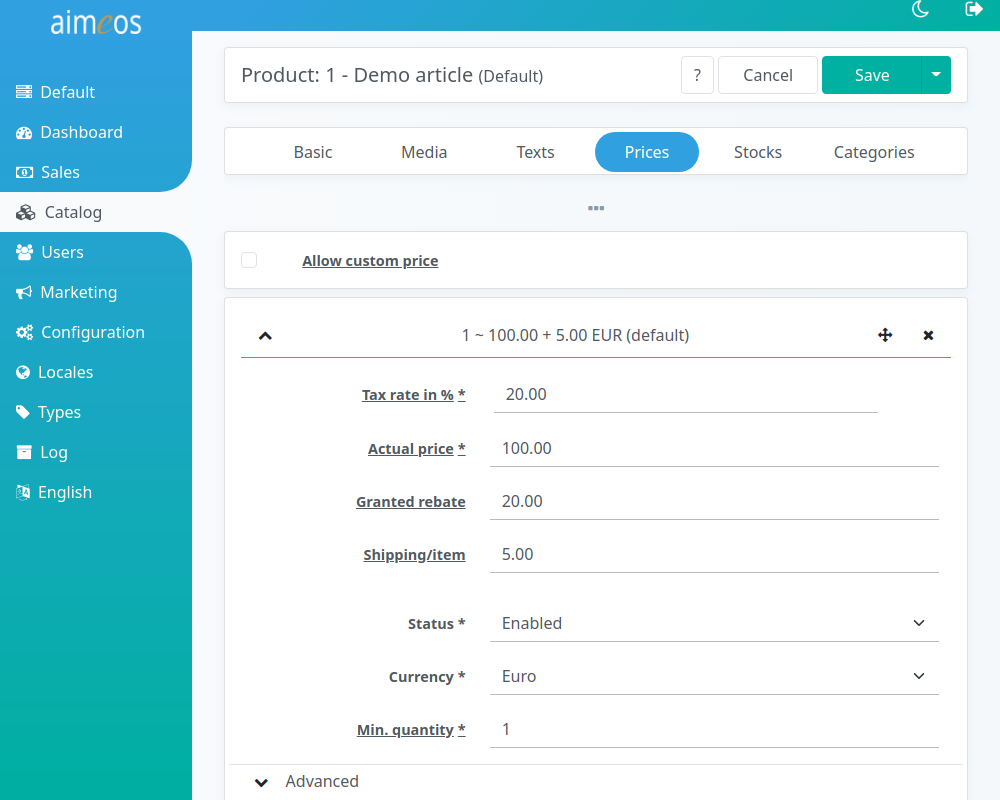 aimeos
Product: 1 - Demo article (Default)
?
Cancel
Save
Default
Dashboard
Sales
Catalog
Users
Marketing
Configuration
Locales
Types
Log
English
Basic
Media
Texts
Prices
Stocks
Categories
Allow custom price
1 ~ 100.00 + 5.00 EUR (default)
Tax rate in % * 20.00
Actual price * 100.00
Granted rebate 20.00
Shipping/item 5.00
Status * Enabled
Currency * Euro
Min. quantity * 1
Advanced